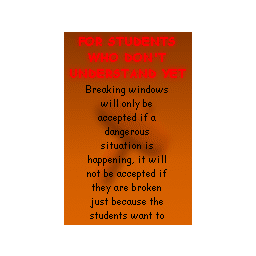 FOR STUDENTS
WHO DON'T
UNDERSTAND YET
Breaking windows
will only be
accepted if a
dangerous
situation is
happening, it will
not be accepted if
they are broken
just because the
students want to